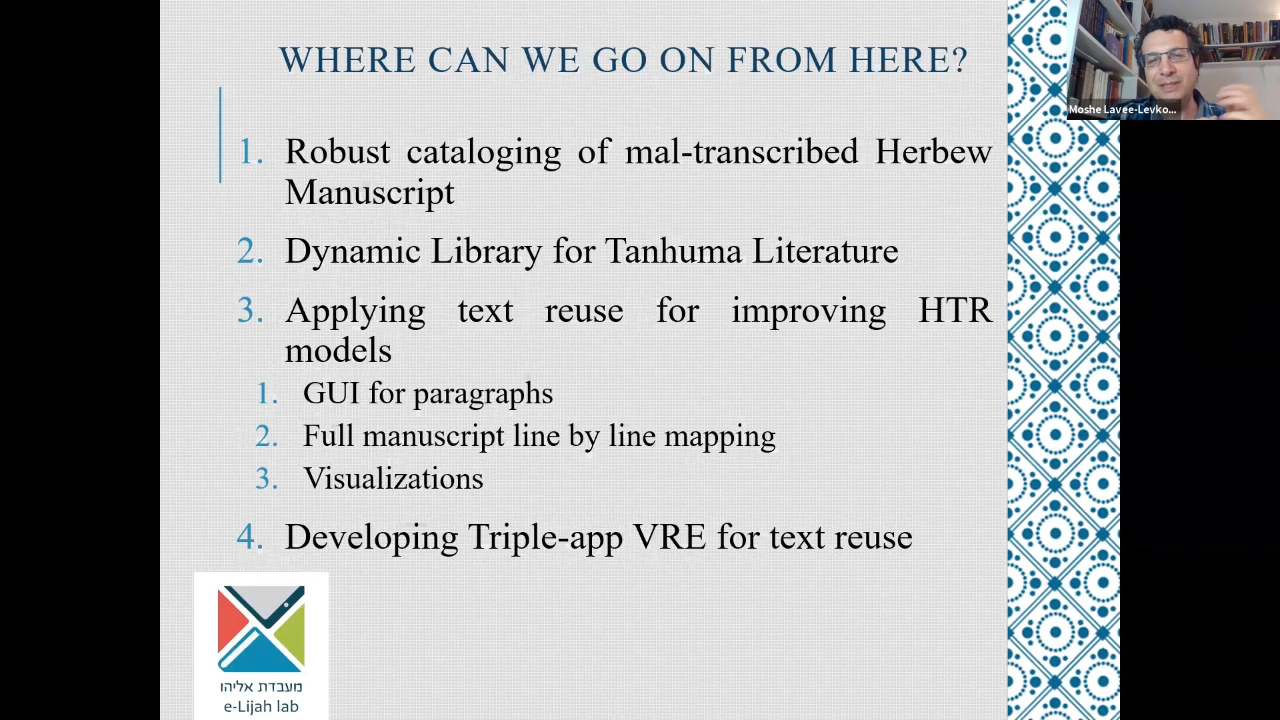 WHERE CAN WE GO ON FROM HERE?
Moshe Lavee-Levko...
1. Robust cataloging of mal-transcribed Herbew
Manuscript
2. Dynamic Library for Tanhuma Literature
3. Applying text reuse for improving HTR
models
1. GUI for paragraphs
2. Full manuscript line by line mapping
3. Visualizations
4. Developing Triple-app VRE for text reuse
מעבדת אליהו
e-Lijah lab